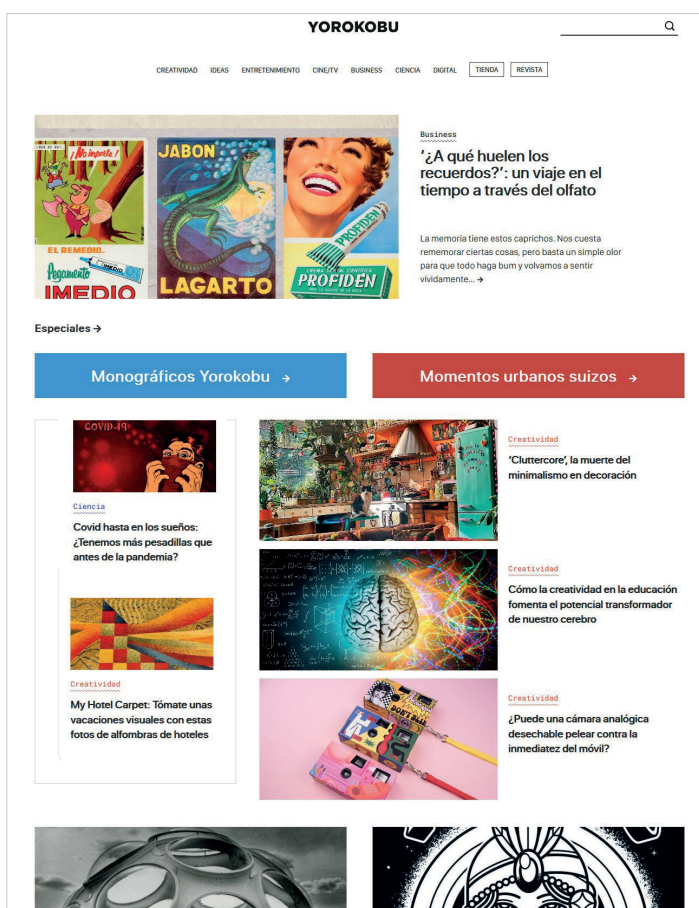 YOROKOBU
CREATIVIDAD IDEAS ENTRETENIMIENTO CINE/TV BUSINESS CIENCIA DIGITAL TIENDA REVISTA
¡No importa!
EL REMEDIO...
Pegamento
IMEDIO
IMEDIO
JABON
LAGARTO
PROFIDEN
CREMA DENTAL CIENTIFICA
PROFIDEN
Business
‘¿A qué huelen los
recuerdos?’: un viaje en el
tiempo a través del olfato
La memoria tiene estos caprichos. Nos cuesta
rememorar ciertas cosas, pero basta un simple olor
para que todo haga bum y volvamos a sentir
vívidamente... →
Especiales →
Monográficos Yorokobu →
Momentos urbanos suizos →
COVID-19
Ciencia
Covid hasta en los sueños:
¿Tenemos más pesadillas que
antes de la pandemia?
Creatividad
My Hotel Carpet: Tómate unas
vacaciones visuales con estas
fotos de alfombras de hoteles
Creatividad
‘Cluttercore’, la muerte del
minimalismo en decoración
Creatividad
Cómo la creatividad en la educación
fomenta el potencial transformador
de nuestro cerebro
DON'T
Creatividad
¿Puede una cámara analógica
desechable pelear contra la
inmediatez del móvil?